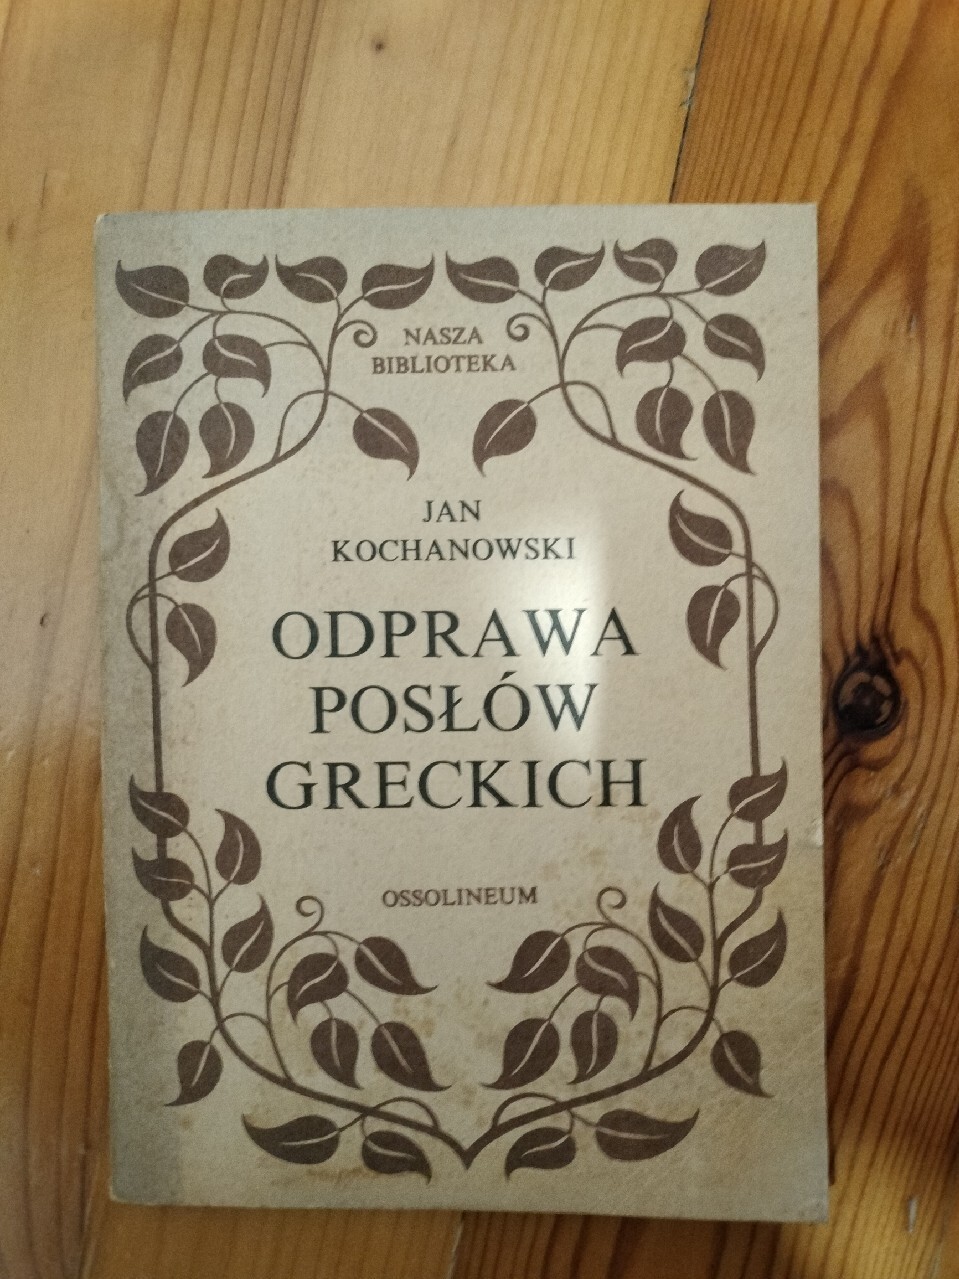 NASZA
BIBLIOTEKA
JAN
KOCHANOWSKI
ODPRAWA
POSŁÓW
GRECKICH
OSSOLINEUM